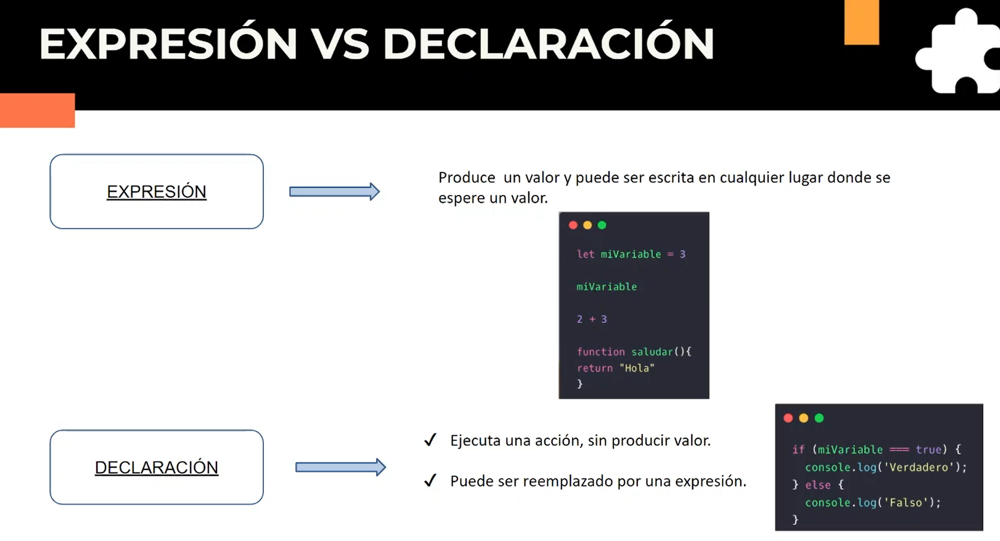 EXPRESIÓN VS DECLARACIÓN
EXPRESIÓN
Produce un valor y puede ser escrita en cualquier lugar donde se
espere un valor.
let miVariable = 3
miVariable
2 + 3
function saludar(){
return "Hola"
}
DECLARACIÓN
✓ Ejecuta una acción, sin producir valor.
✓ Puede ser reemplazado por una expresión.
if (miVariable === true) {
  console.log('Verdadero');
} else {
  console.log('Falso');
}